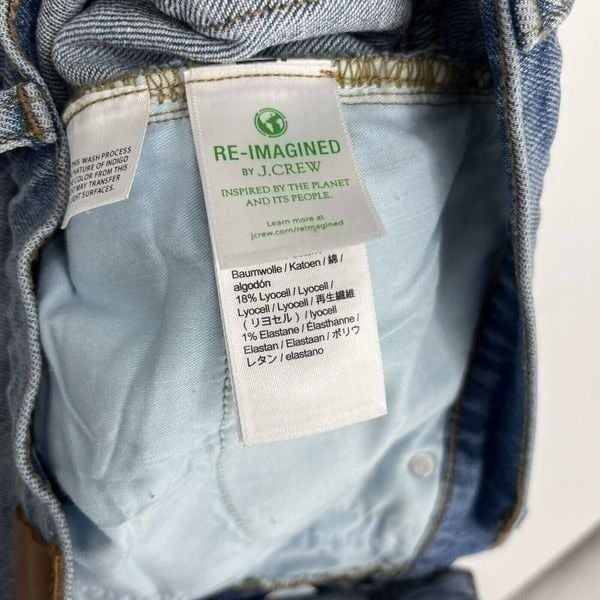 HIS WASH PROCESS
NATURE OF INDIGO
COLOR FROM THIS
MAY TRANSFER
GHT SURFACES.
RE-IMAGINED
BY J.CREW
INSPIRED BY THE PLANET
AND ITS PEOPLE.
Learn more at
jcrew.com/reimagined
Baumwolle / Katoen / 綿 /
algodón
18% Lyocell / Lyocell /
Lyocell / Lyocell / 再生繊維
(リヨセル) / lyocell
1% Elastane / Élasthanne /
Elastan / Elastaan / ポリウ
レタン / elastano